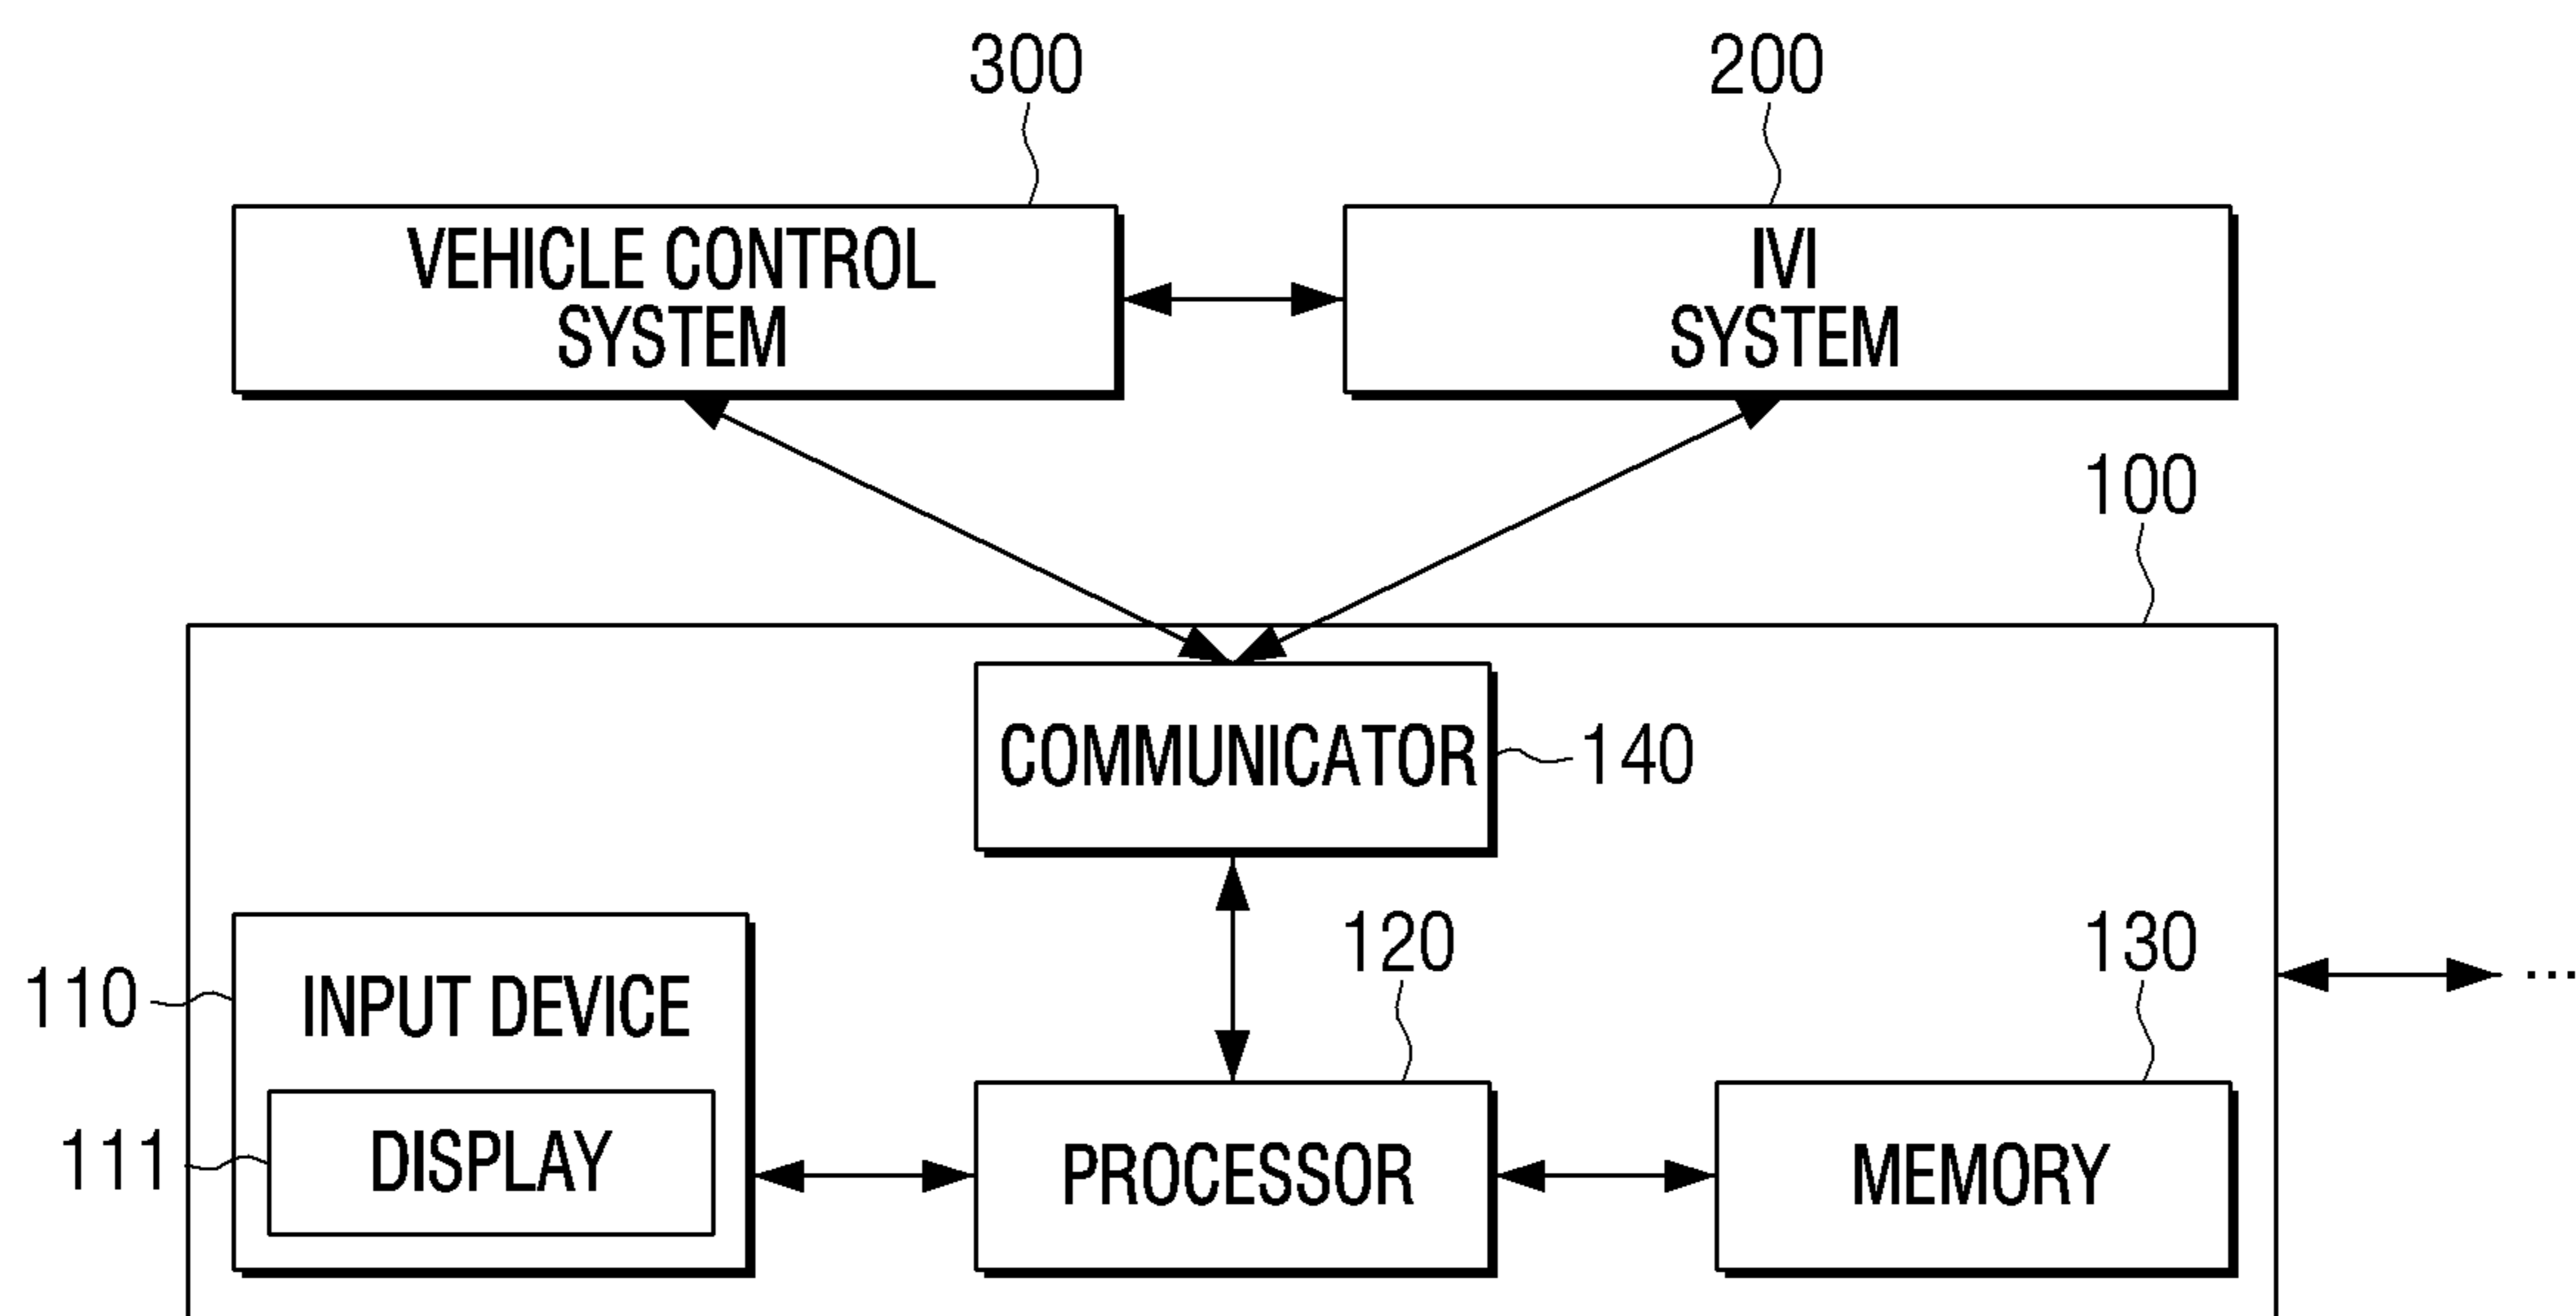 300
200
VEHICLE CONTROL
SYSTEM
IVI
SYSTEM
100
COMMUNICATOR
140
110
INPUT DEVICE
120
130
...
111
DISPLAY
PROCESSOR
MEMORY